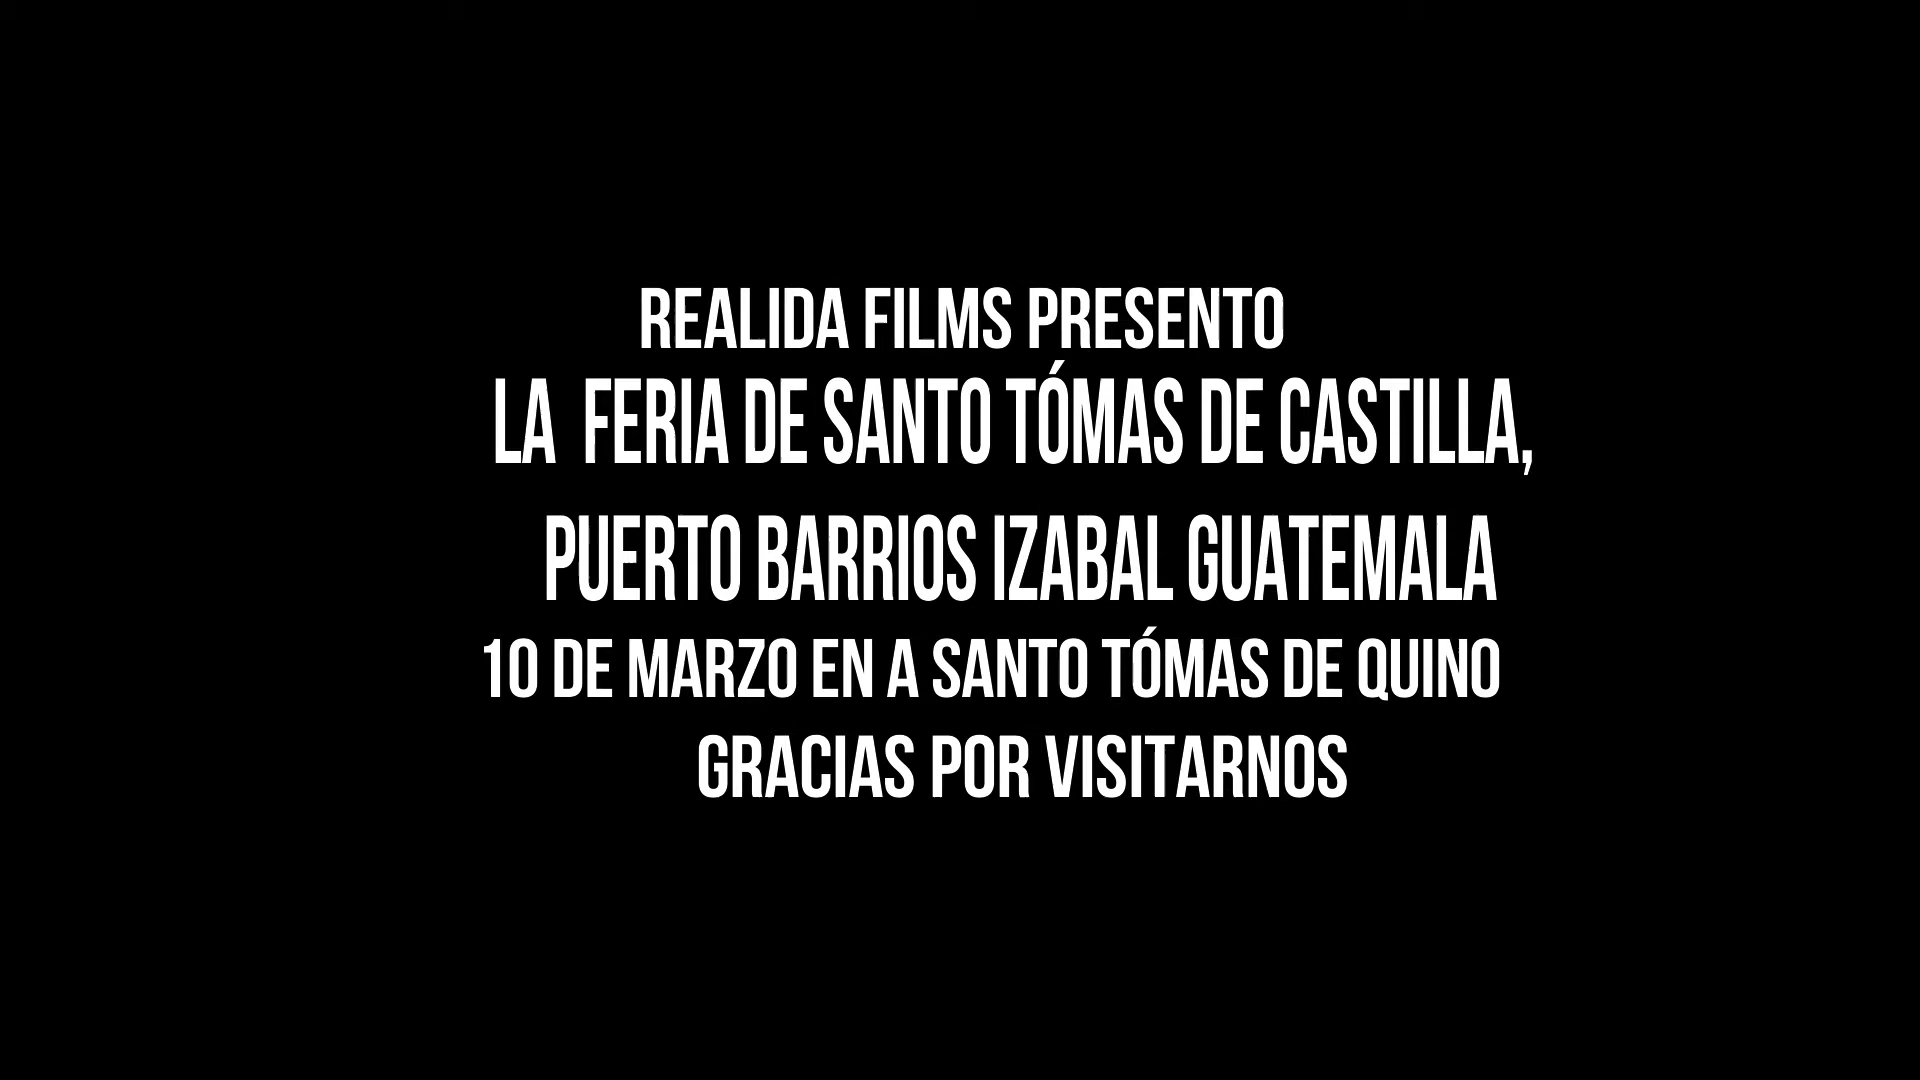 REALIDA FILMS PRESENTO
LA FERIA DE SANTO TÓMAS DE CASTILLA,
PUERTO BARRIOS IZABAL GUATEMALA
10 DE MARZO EN A SANTO TÓMAS DE QUINO
GRACIAS POR VISITARNOS